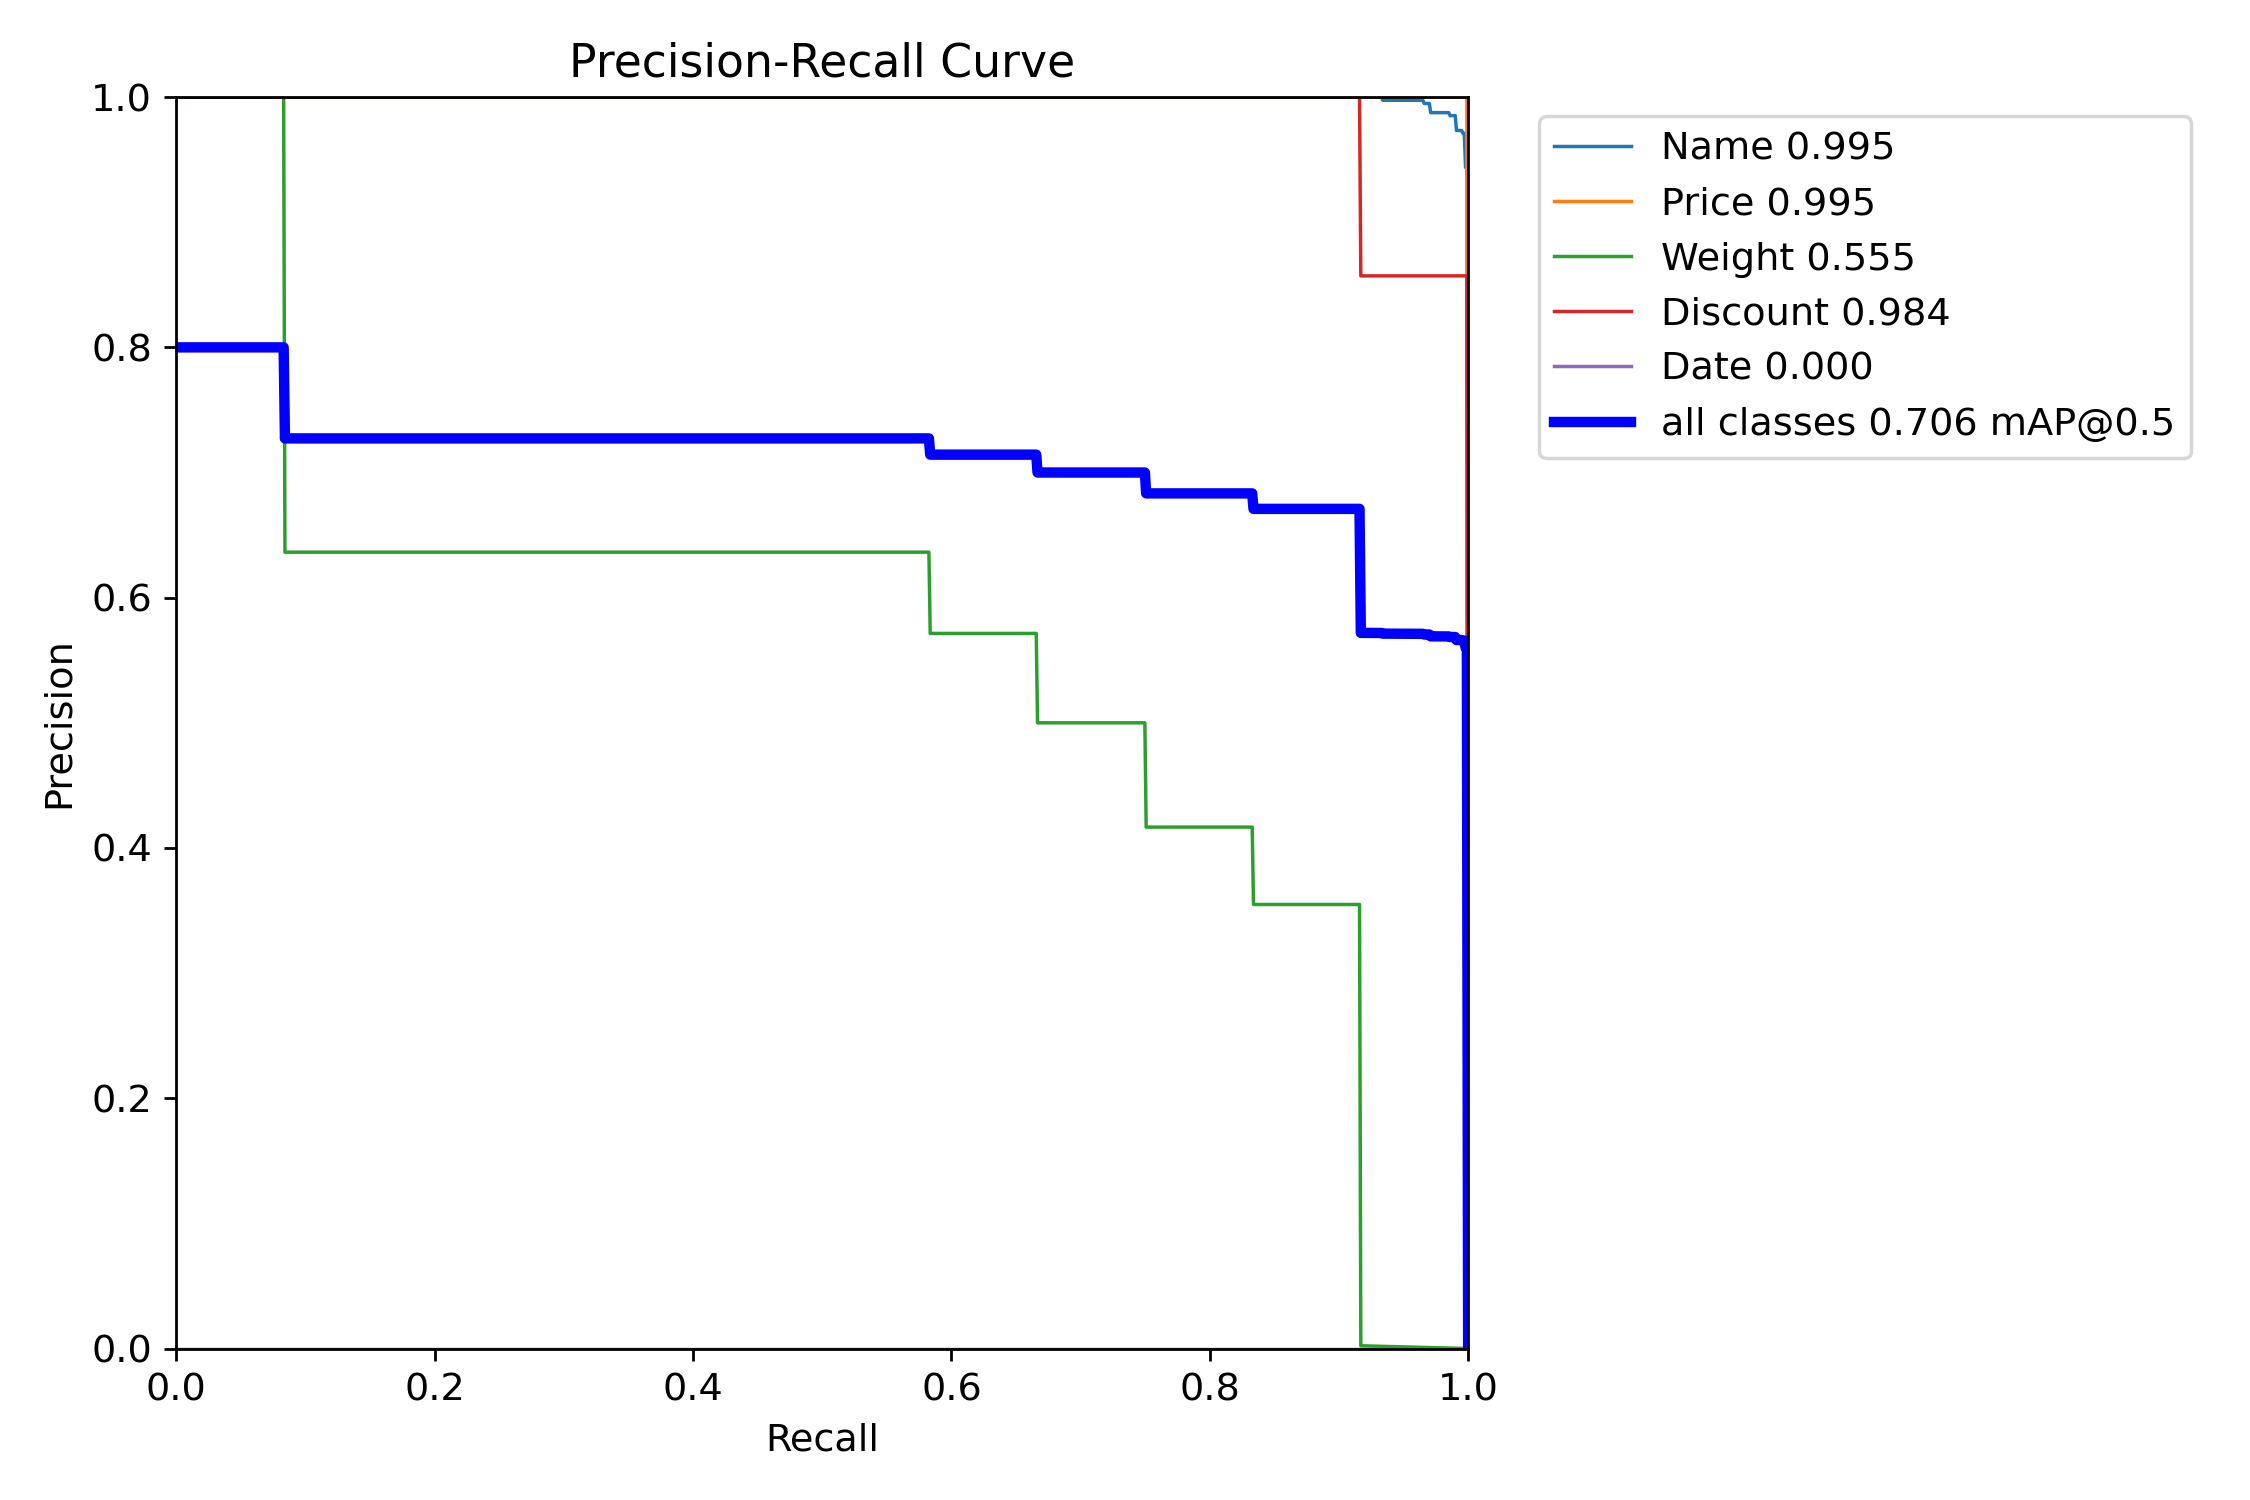 Precision-Recall Curve
1.0
0.8
0.6
0.4
0.2
0.0
Precision
0.0 0.2 0.4 0.6 0.8 1.0
Recall
Name 0.995
Price 0.995
Weight 0.555
Discount 0.984
Date 0.000
all classes 0.706 mAP@0.5